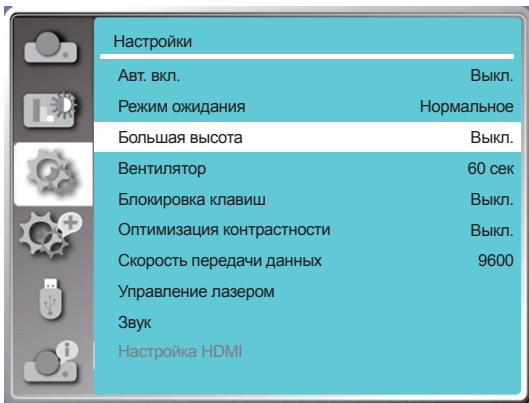 Настройки
Авт. вкл. Выкл.
Режим ожидания Нормальное
Большая высота Выкл.
Вентилятор 60 сек
Блокировка клавиш Выкл.
Оптимизация контрастности Выкл.
Скорость передачи данных 9600
Управление лазером
Звук
Настройка HDMI